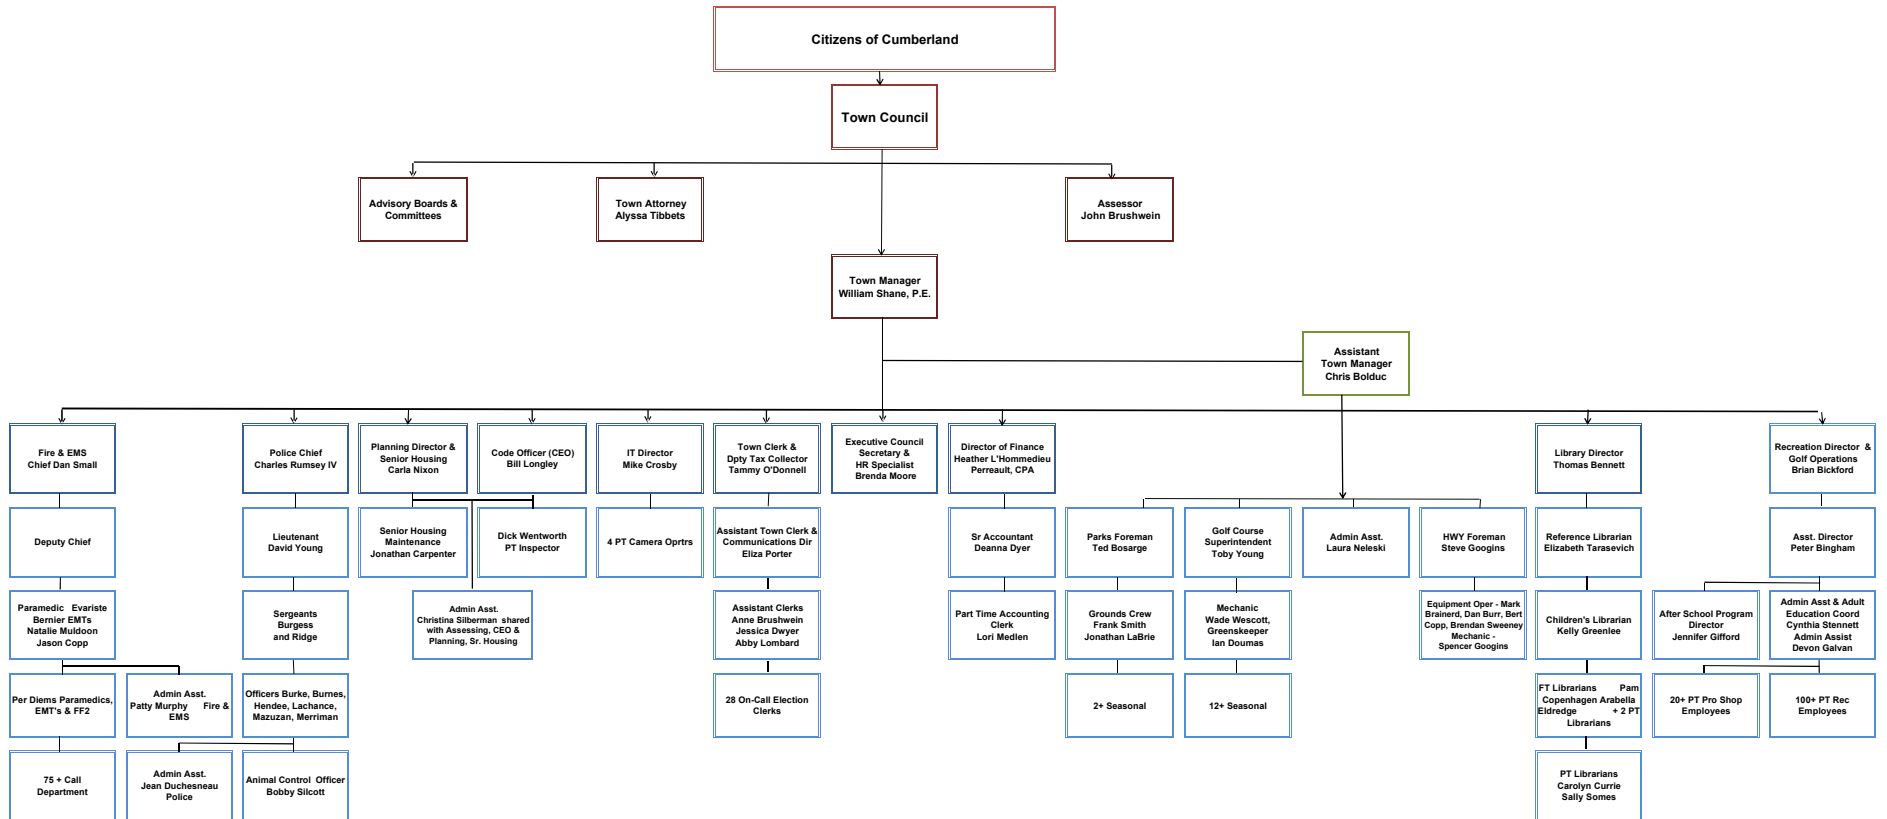 Citizens of Cumberland
Town Council
Advisory Boards &
Committees
Town Attorney
Alyssa Tibbets
Assessor
John Brushwein
Town Manager
William Shane, P.E.
Assistant
Town Manager
Chris Bolduc
Fire & EMS
Chief Dan Small
Police Chief
Charles Rumsey IV
Planning Director &
Senior Housing
Carla Nixon
Code Officer (CEO)
Bill Longley
IT Director
Mike Crosby
Town Clerk &
Dpty Tax Collector
Tammy O'Donnell
Executive Council
Secretary &
HR Specialist
Brenda Moore
Director of Finance
Heather L'Hommedieu
Perreault, CPA
Library Director
Thomas Bennett
Recreation Director &
Golf Operations
Brian Bickford
Deputy Chief
Lieutenant
David Young
Senior Housing
Maintenance
Jonathan Carpenter
Dick Wentworth
PT Inspector
4 PT Camera Oprtrs
Assistant Town Clerk &
Communications Dir
Eliza Porter
Sr Accountant
Deanna Dyer
Parks Foreman
Ted Bosarge
Golf Course
Superintendent
Toby Young
Admin Asst.
Laura Neleski
HWY Foreman
Steve Googins
Reference Librarian
Elizabeth Tarasevich
Asst. Director
Peter Bingham
Paramedic Evariste
Bernier EMTs
Natalie Muldoon
Jason Copp
Sergeants
Burgess
and Ridge
Admin Asst.
Christina Silberman shared
with Assessing, CEO &
Planning, Sr. Housing
Assistant Clerks
Anne Brushwein
Jessica Dwyer
Abby Lombard
Part Time Accounting
Clerk
Lori Medlen
Grounds Crew
Frank Smith
Jonathan LaBrie
Mechanic
Wade Wescott,
Greenskeeper
Ian Doumas
Equipment Oper - Mark
Brainerd, Dan Burr, Bert
Copp, Brendan Sweeney
Mechanic -
Spencer Googins
Children's Librarian
Kelly Greenlee
After School Program
Director
Jennifer Gifford
Admin Asst & Adult
Education Coord
Cynthia Stennett
Admin Assist
Devon Galvan
Per Diems Paramedics,
EMT's & FF2
Admin Asst.
Patty Murphy Fire &
EMS
Officers Burke, Burnes,
Hendee, Lachance,
Mazuzan, Merriman
28 On-Call Election
Clerks
2+ Seasonal
12+ Seasonal
FT Librarians Pam
Copenhagen Arabella
Eldredge + 2 PT
Librarians
20+ PT Pro Shop
Employees
100+ PT Rec
Employees
75 + Call
Department
Admin Asst.
Jean Duchesneau
Police
Animal Control Officer
Bobby Silcott
PT Librarians
Carolyn Currie
Sally Somes